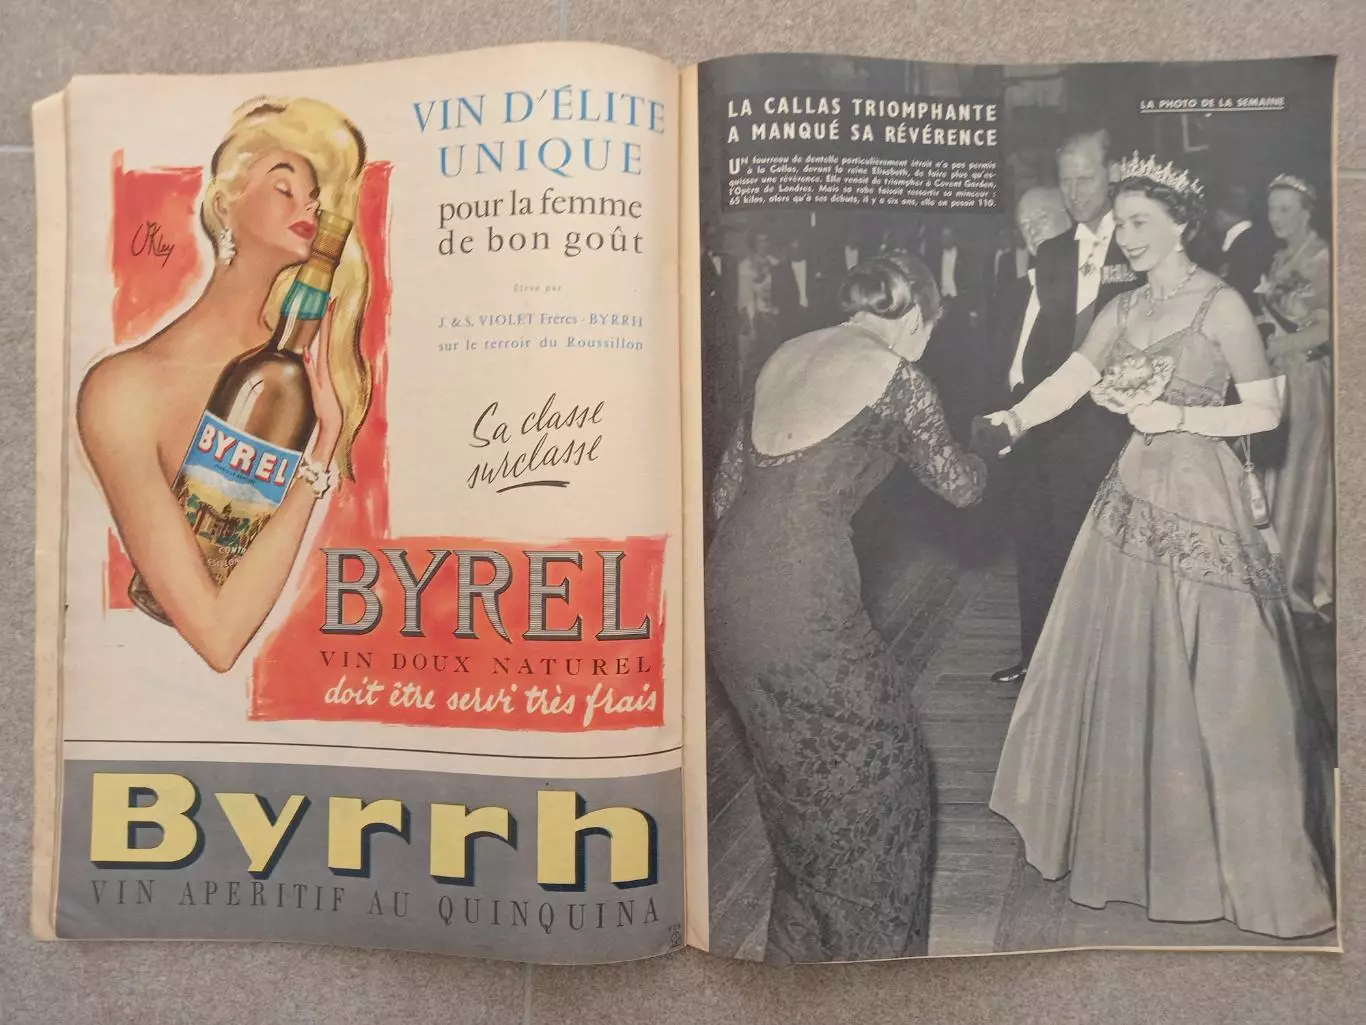 VIN D'ÉLITE
UNIQUE
pour la femme
de bon goût
Élevé par
J. & S. VIOLET Frères - BYRRH
sur le terroir du Roussillon
Sa classe
surclasse
O'Kley
BYREL
BYREL
VIN DOUX NATUREL
doit être servi très frais
Byrrh
VIN APERITIF AU QUINQUINA
LA CALLAS TRIOMPHANTE
A MANQUÉ SA RÉVÉRENCE
UN fourreau de dentelle particulièrement étroit n'a pas permis
à la Callas, devant la reine Elisabeth, de faire plus qu'es-
quisser une révérence. Elle venait de triompher à Covent Garden,
l'Opéra de Londres. Mais sa robe faisait ressortir sa minceur :
65 kilos, alors qu'à ses débuts, il y a six ans, elle en pesait 110.
LA PHOTO DE LA SEMAINE